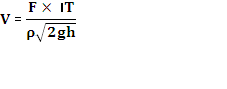 V = F × IT / ρ√2gh